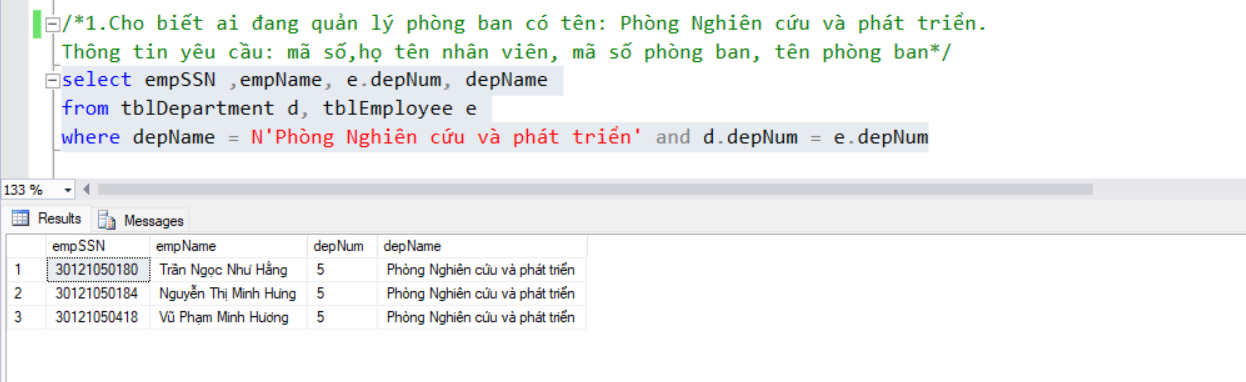 /*1.Cho biết ai đang quản lý phòng ban có tên: Phòng Nghiên cứu và phát triển.
Thông tin yêu cầu: mã số,họ tên nhân viên, mã số phòng ban, tên phòng ban*/
select empSSN ,empName, e.depNum, depName
from tblDepartment d, tblEmployee e
where depName = N'Phòng Nghiên cứu và phát triển' and d.depNum = e.depNum
133 %
Results Messages
empSSN empName depNum depName
1 30121050180 Trần Ngọc Như Hằng 5 Phòng Nghiên cứu và phát triển
2 30121050184 Nguyễn Thị Minh Hưng 5 Phòng Nghiên cứu và phát triển
3 30121050418 Vũ Phạm Minh Hương 5 Phòng Nghiên cứu và phát triển